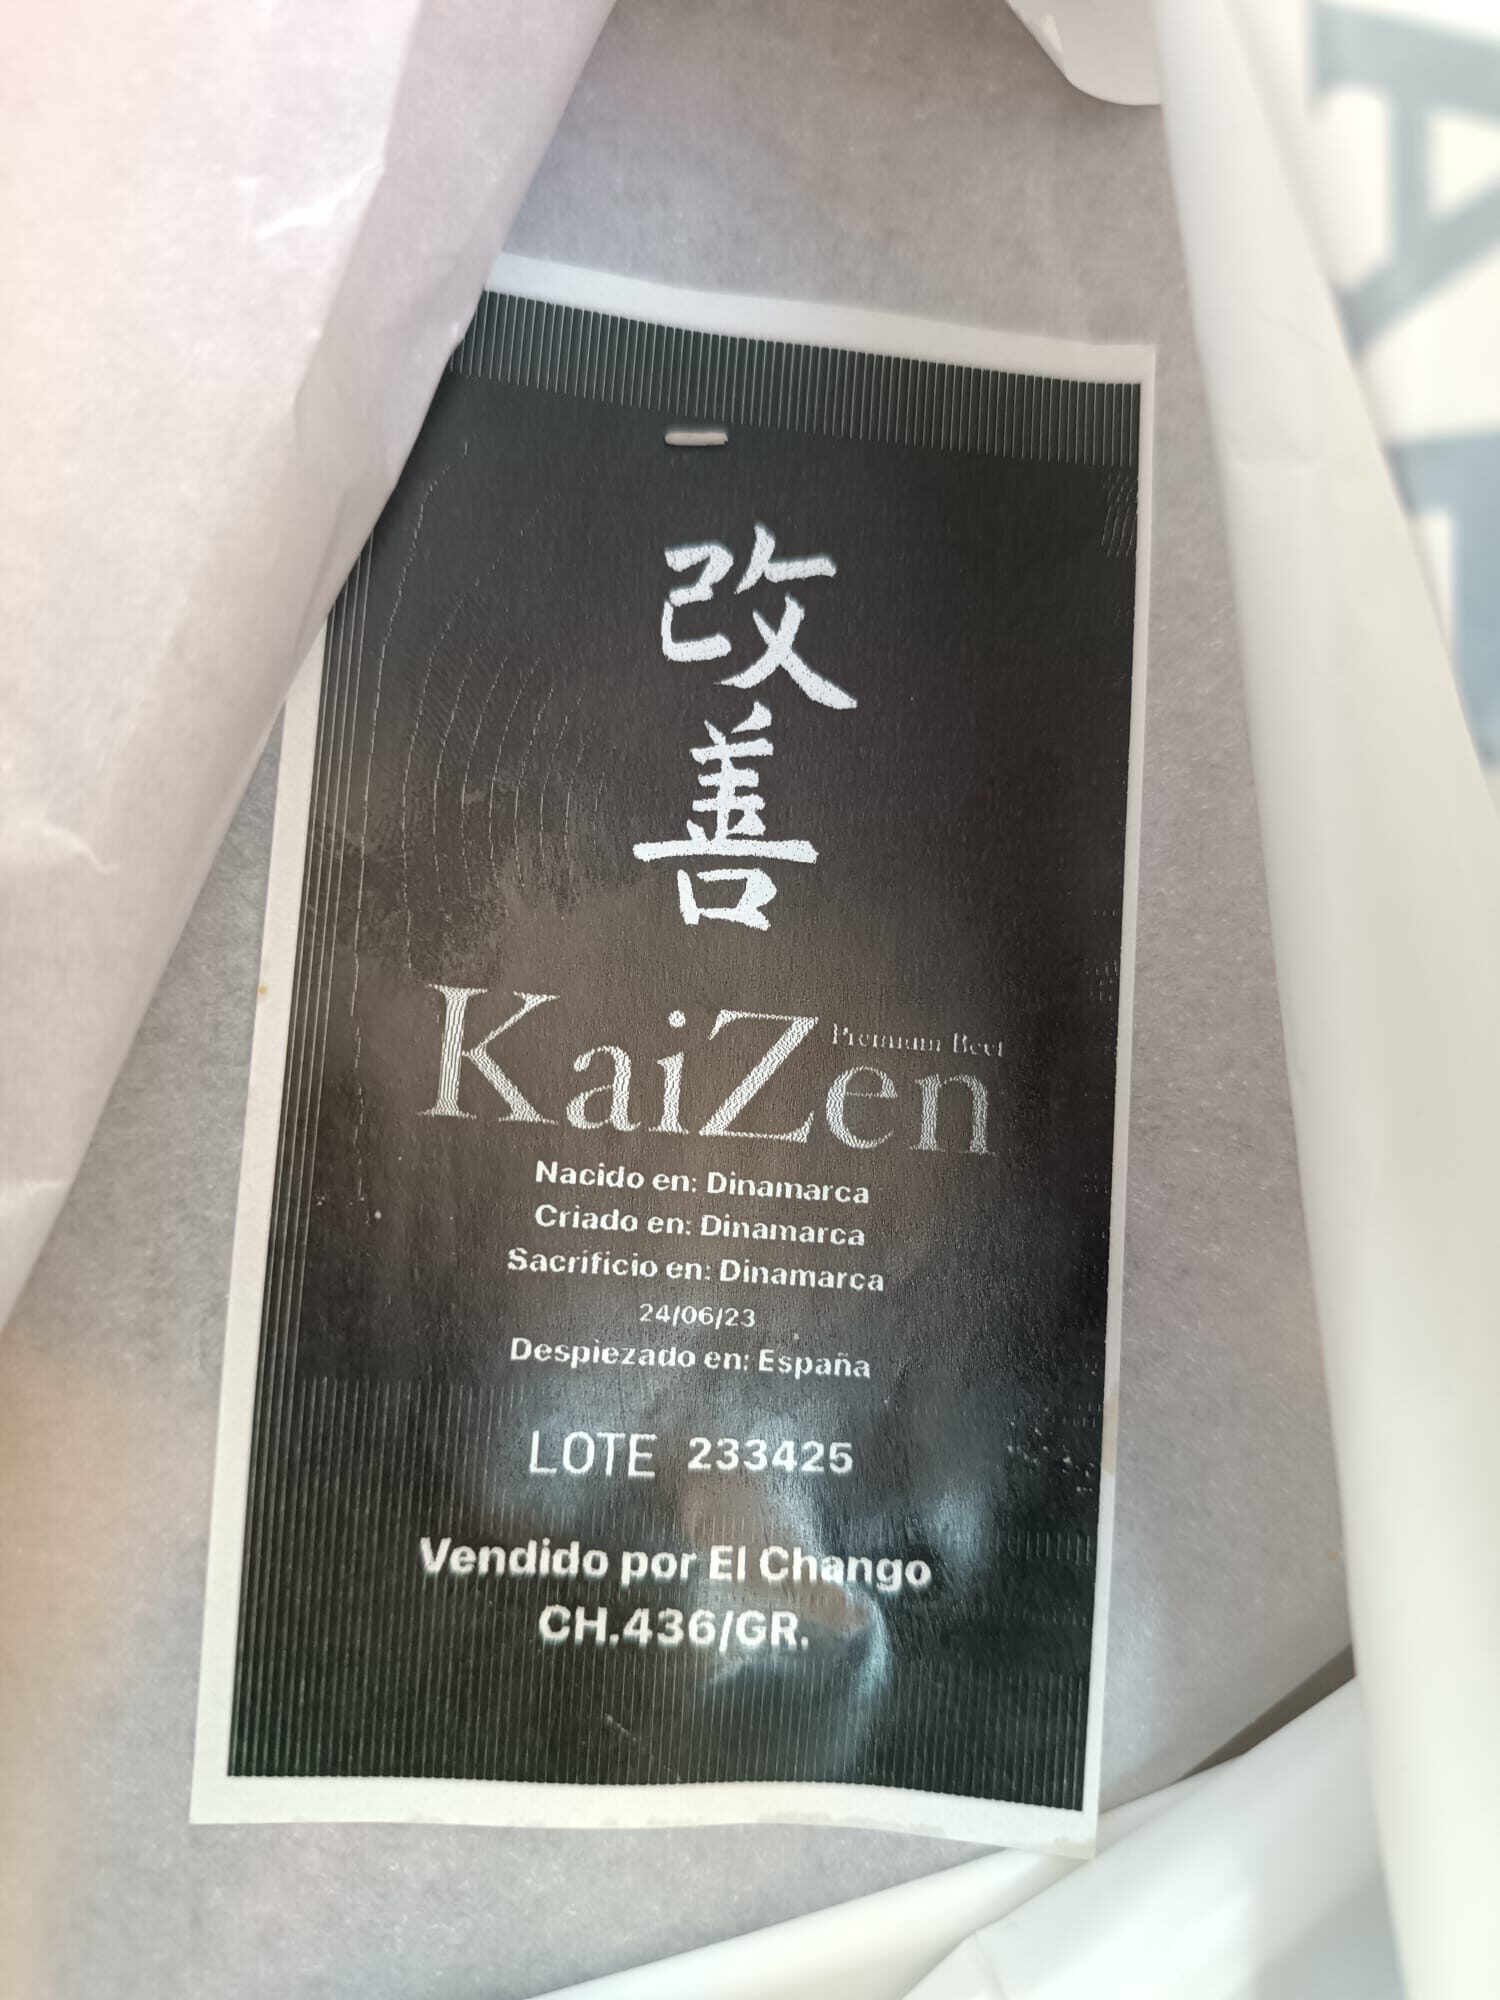 改
善
KaiZen
Premium Beef
Nacido en: Dinamarca
Criado en: Dinamarca
Sacrificio en: Dinamarca
24/06/23
Despiezado en: España
LOTE 233425
Vendido por El Chango
CH.436/GR.